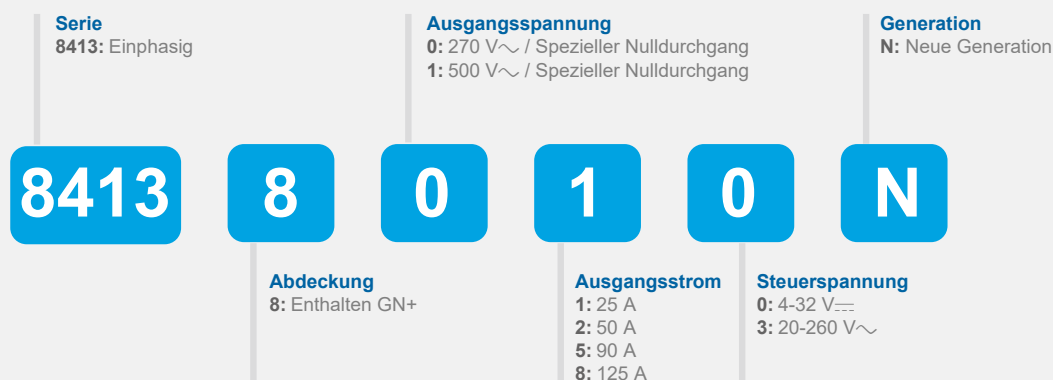 Serie
8413: Einphasig
Ausgangsspannung
0: 270 V∿ / Spezieller Nulldurchgang
1: 500 V∿ / Spezieller Nulldurchgang
Generation
N: Neue Generation
8413 8 0 1 0 N
Abdeckung
8: Enthalten GN+
Ausgangsstrom
1: 25 A
2: 50 A
5: 90 A
8: 125 A
Steuerspannung
0: 4-32 V⎓
3: 20-260 V∿